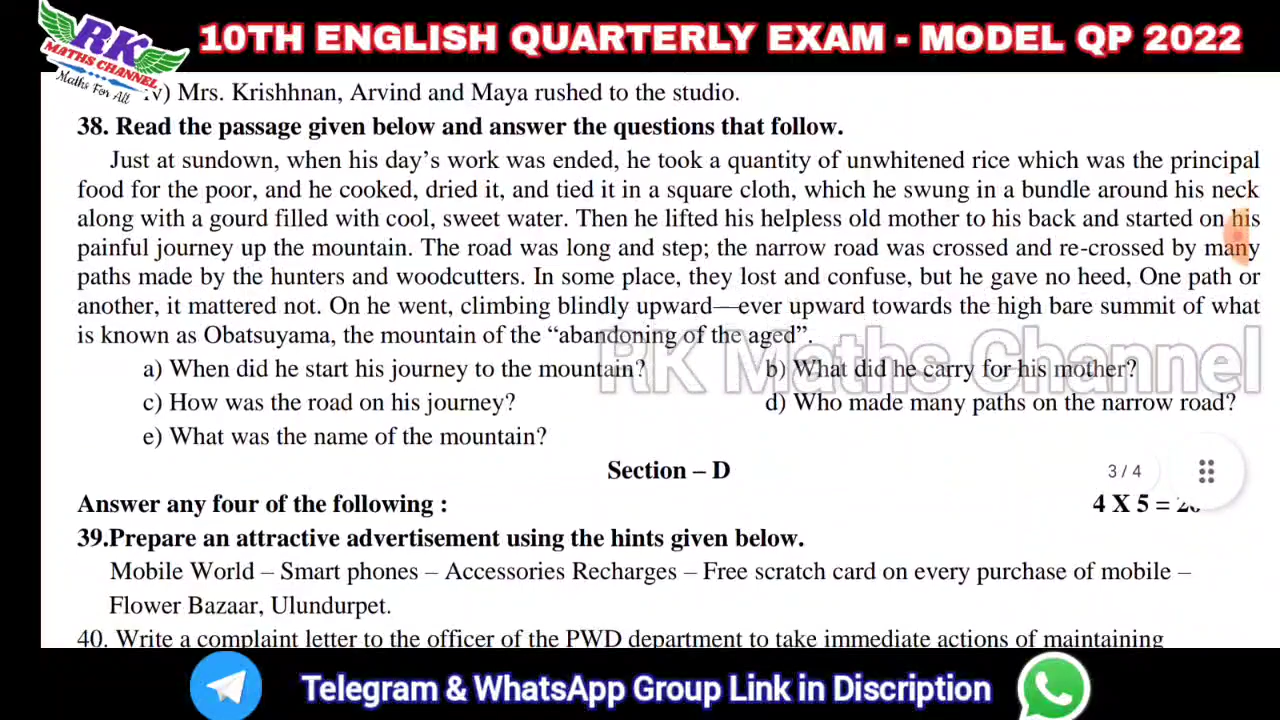 RK
MATHS CHANNEL
Maths For All
10TH ENGLISH QUARTERLY EXAM - MODEL QP 2022
iv) Mrs. Krishhnan, Arvind and Maya rushed to the studio.
38. Read the passage given below and answer the questions that follow.
Just at sundown, when his day’s work was ended, he took a quantity of unwhitened rice which was the principal
food for the poor, and he cooked, dried it, and tied it in a square cloth, which he swung in a bundle around his neck
along with a gourd filled with cool, sweet water. Then he lifted his helpless old mother to his back and started on his
painful journey up the mountain. The road was long and step; the narrow road was crossed and re-crossed by many
paths made by the hunters and woodcutters. In some place, they lost and confuse, but he gave no heed, One path or
another, it mattered not. On he went, climbing blindly upward—ever upward towards the high bare summit of what
is known as Obatsuyama, the mountain of the “abandoning of the aged”.
RK Maths Channel
a) When did he start his journey to the mountain? b) What did he carry for his mother?
c) How was the road on his journey? d) Who made many paths on the narrow road?
e) What was the name of the mountain?
Section – D
3 / 4
Answer any four of the following : 4 X 5 = 20
39.Prepare an attractive advertisement using the hints given below.
Mobile World – Smart phones – Accessories Recharges – Free scratch card on every purchase of mobile –
Flower Bazaar, Ulundurpet.
40. Write a complaint letter to the officer of the PWD department to take immediate actions of maintaining
Telegram & WhatsApp Group Link in Discription